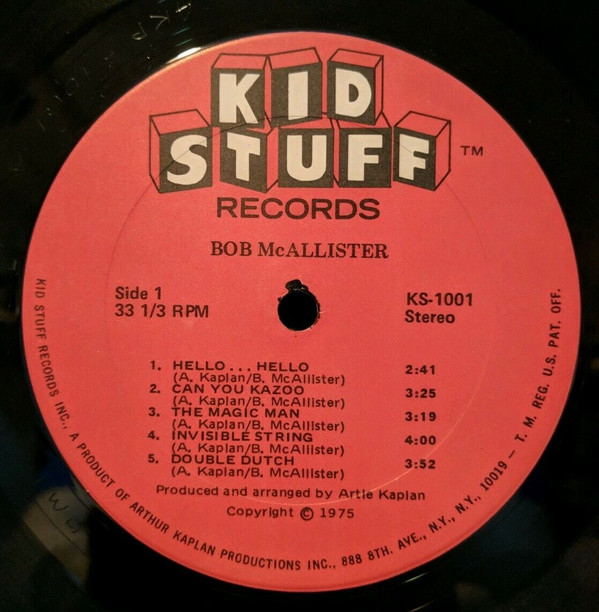 KID
STUFF TM
RECORDS
BOB McALLISTER
Side 1
33 1/3 RPM
KS-1001
Stereo
1. HELLO . . . HELLO 2:41
(A. Kaplan/B. McAllister)
2. CAN YOU KAZOO 3:25
(A. Kaplan/B. McAllister)
3. THE MAGIC MAN 3:19
(A. Kaplan/B. McAllister)
4. INVISIBLE STRING 4:00
(A. Kaplan/B. McAllister)
5. DOUBLE DUTCH 3:52
(A. Kaplan/B. McAllister)
Produced and arranged by Artie Kaplan
Copyright © 1975
KID STUFF RECORDS INC., A PRODUCT OF ARTHUR KAPLAN PRODUCTIONS INC., 888 8TH. AVE., N.Y., N.Y., 10019 — T. M. REG. U.S. PAT. OFF.